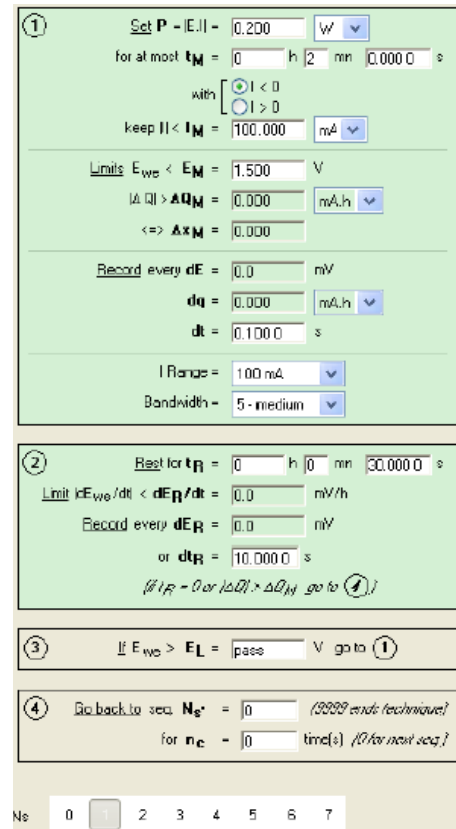 1 Set P = |E.I| = 0.200 W
for at most tM = 0 h 2 mn 0.000 0 s
with I < 0
I > 0
keep |I| < IM = 100.000 mA
Limits Ewe < EM = 1.500 V
|Δ Q| > ΔQM = 0.000 mA.h
<=> ΔxM = 0.000
Record every dE = 0.0 mV
dq = 0.000 mA.h
dt = 0.100 0 s
I Range = 100 mA
Bandwidth = 5 - medium
2 Rest for tR = 0 h 0 mn 30.000 0 s
Limit |dEwe/dt| < dER/dt = 0.0 mV/h
Record every dER = 0.0 mV
or dtR = 10.000 0 s
(if tR = 0 or |ΔQ| > ΔQM go to 4)
3 If Ewe > EL = pass V go to 1
4 Go back to seq. Ns' = 0 (9999 ends technique)
for nc = 0 time(s) (0 for next seq.)
Ns 0 1 2 3 4 5 6 7